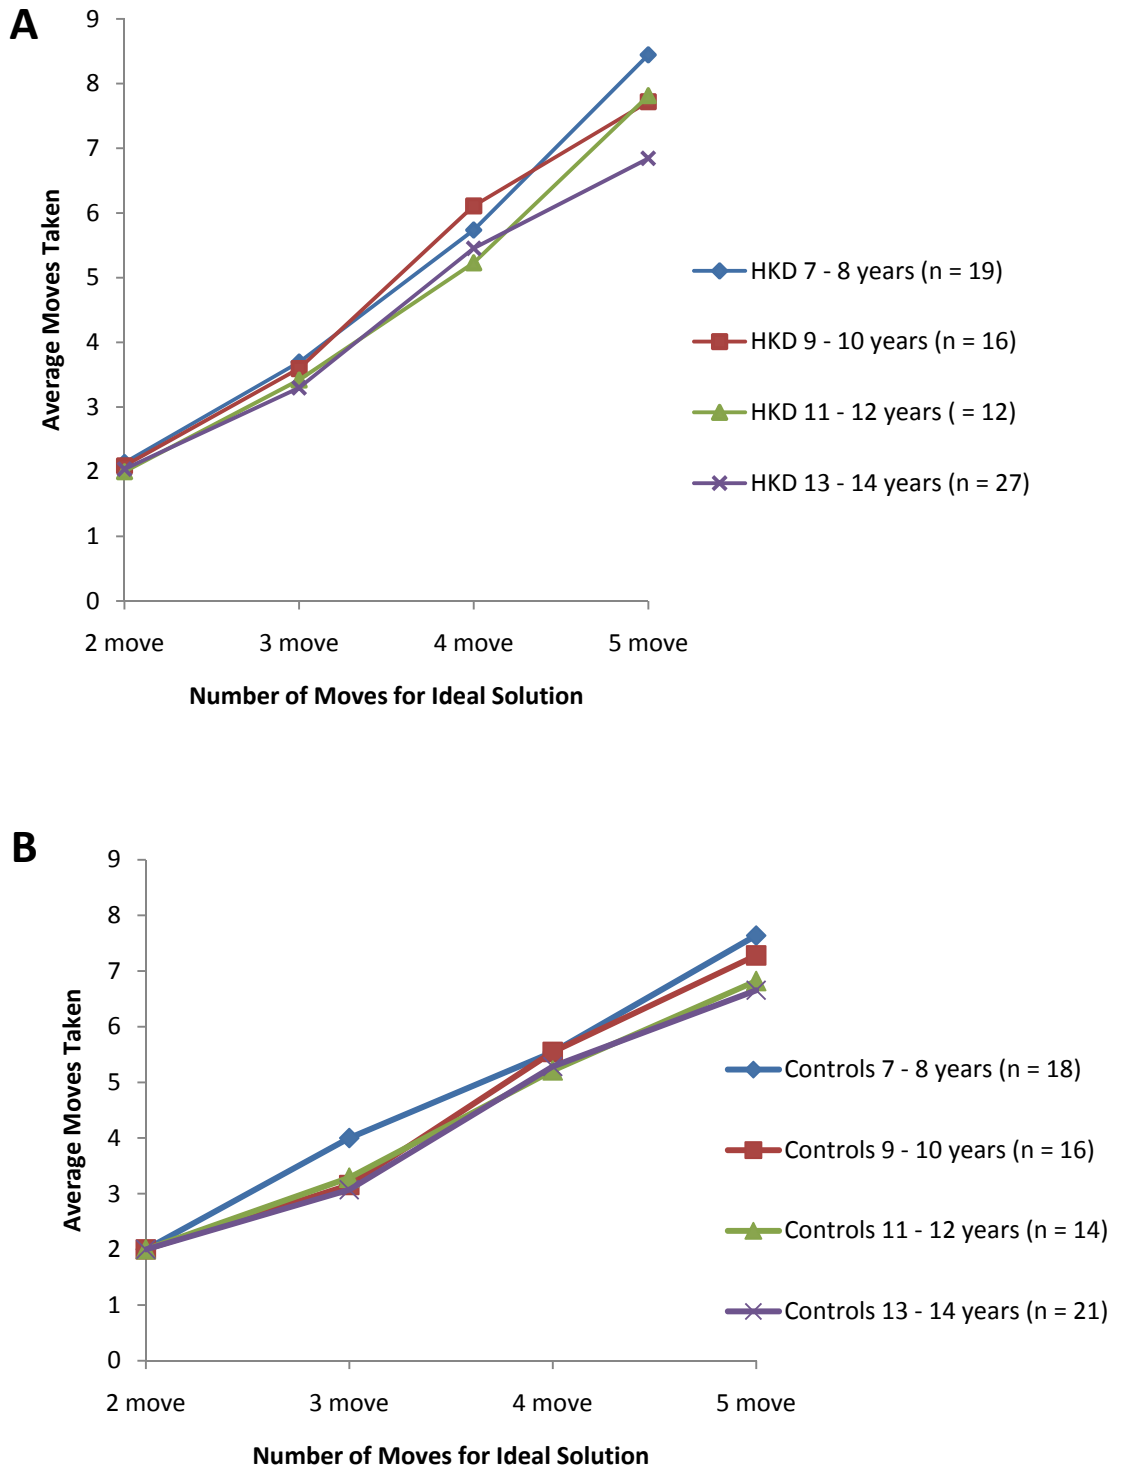 A
9
8
7
6
5
4
3
2
1
0
Average Moves Taken
2 move 3 move 4 move 5 move
Number of Moves for Ideal Solution
HKD 7 - 8 years (n = 19)
HKD 9 - 10 years (n = 16)
HKD 11 - 12 years ( = 12)
HKD 13 - 14 years (n = 27)
B
9
8
7
6
5
4
3
2
1
0
Average Moves Taken
2 move 3 move 4 move 5 move
Number of Moves for Ideal Solution
Controls 7 - 8 years (n = 18)
Controls 9 - 10 years (n = 16)
Controls 11 - 12 years (n = 14)
Controls 13 - 14 years (n = 21)